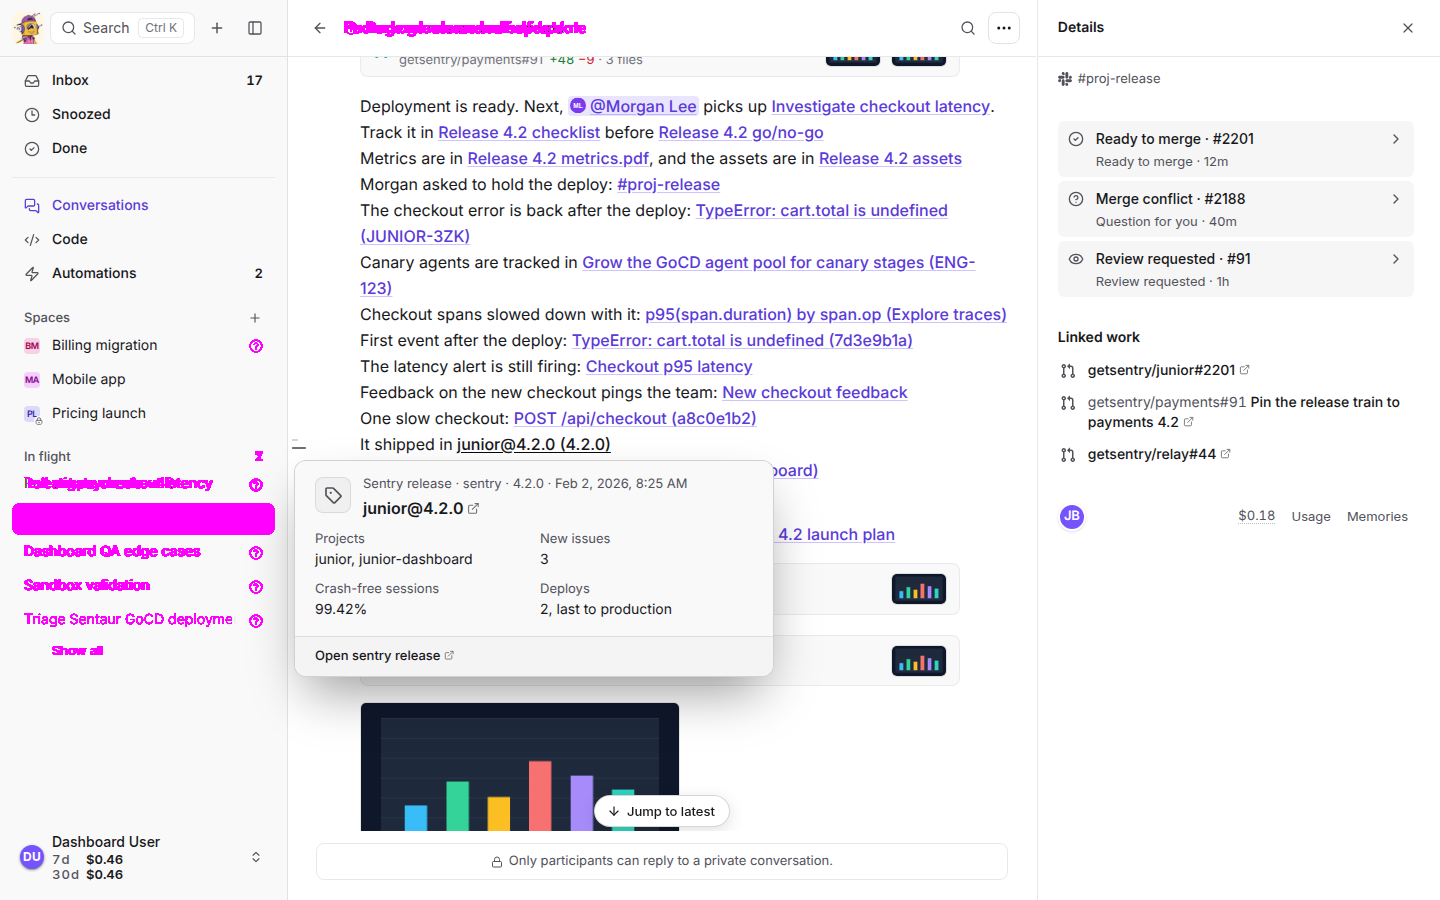 Search
Ctrl K
Inbox
17
Snoozed
Done
Conversations
Code
Automations
2
Spaces
Billing migration
BM
Mobile app
MA
Pricing launch
PL
In flight
Dashboard QA edge cases
Sandbox validation
Triage Sentaur GoCD deployme
Show all
Dashboard User
DU
7d $0.46
30d $0.46
getsentry/payments#91 +48 −9 · 3 files
Deployment is ready. Next, ML @Morgan Lee picks up Investigate checkout latency.
Track it in Release 4.2 checklist before Release 4.2 go/no-go
Metrics are in Release 4.2 metrics.pdf, and the assets are in Release 4.2 assets
Morgan asked to hold the deploy: #proj-release
The checkout error is back after the deploy: TypeError: cart.total is undefined
(JUNIOR-3ZK)
Canary agents are tracked in Grow the GoCD agent pool for canary stages (ENG-
123)
Checkout spans slowed down with it: p95(span.duration) by span.op (Explore traces)
First event after the deploy: TypeError: cart.total is undefined (7d3e9b1a)
The latency alert is still firing: Checkout p95 latency
Feedback on the new checkout pings the team: New checkout feedback
One slow checkout: POST /api/checkout (a8c0e1b2)
It shipped in junior@4.2.0 (4.2.0)
board)
4.2 launch plan
Sentry release · sentry · 4.2.0 · Feb 2, 2026, 8:25 AM
junior@4.2.0
Projects
junior, junior-dashboard
New issues
3
Crash-free sessions
99.42%
Deploys
2, last to production
Open sentry release
Jump to latest
Only participants can reply to a private conversation.
Details
#proj-release
Ready to merge · #2201
Ready to merge · 12m
Merge conflict · #2188
Question for you · 40m
Review requested · #91
Review requested · 1h
Linked work
getsentry/junior#2201
getsentry/payments#91 Pin the release train to
payments 4.2
getsentry/relay#44
JB
$0.18
Usage
Memories